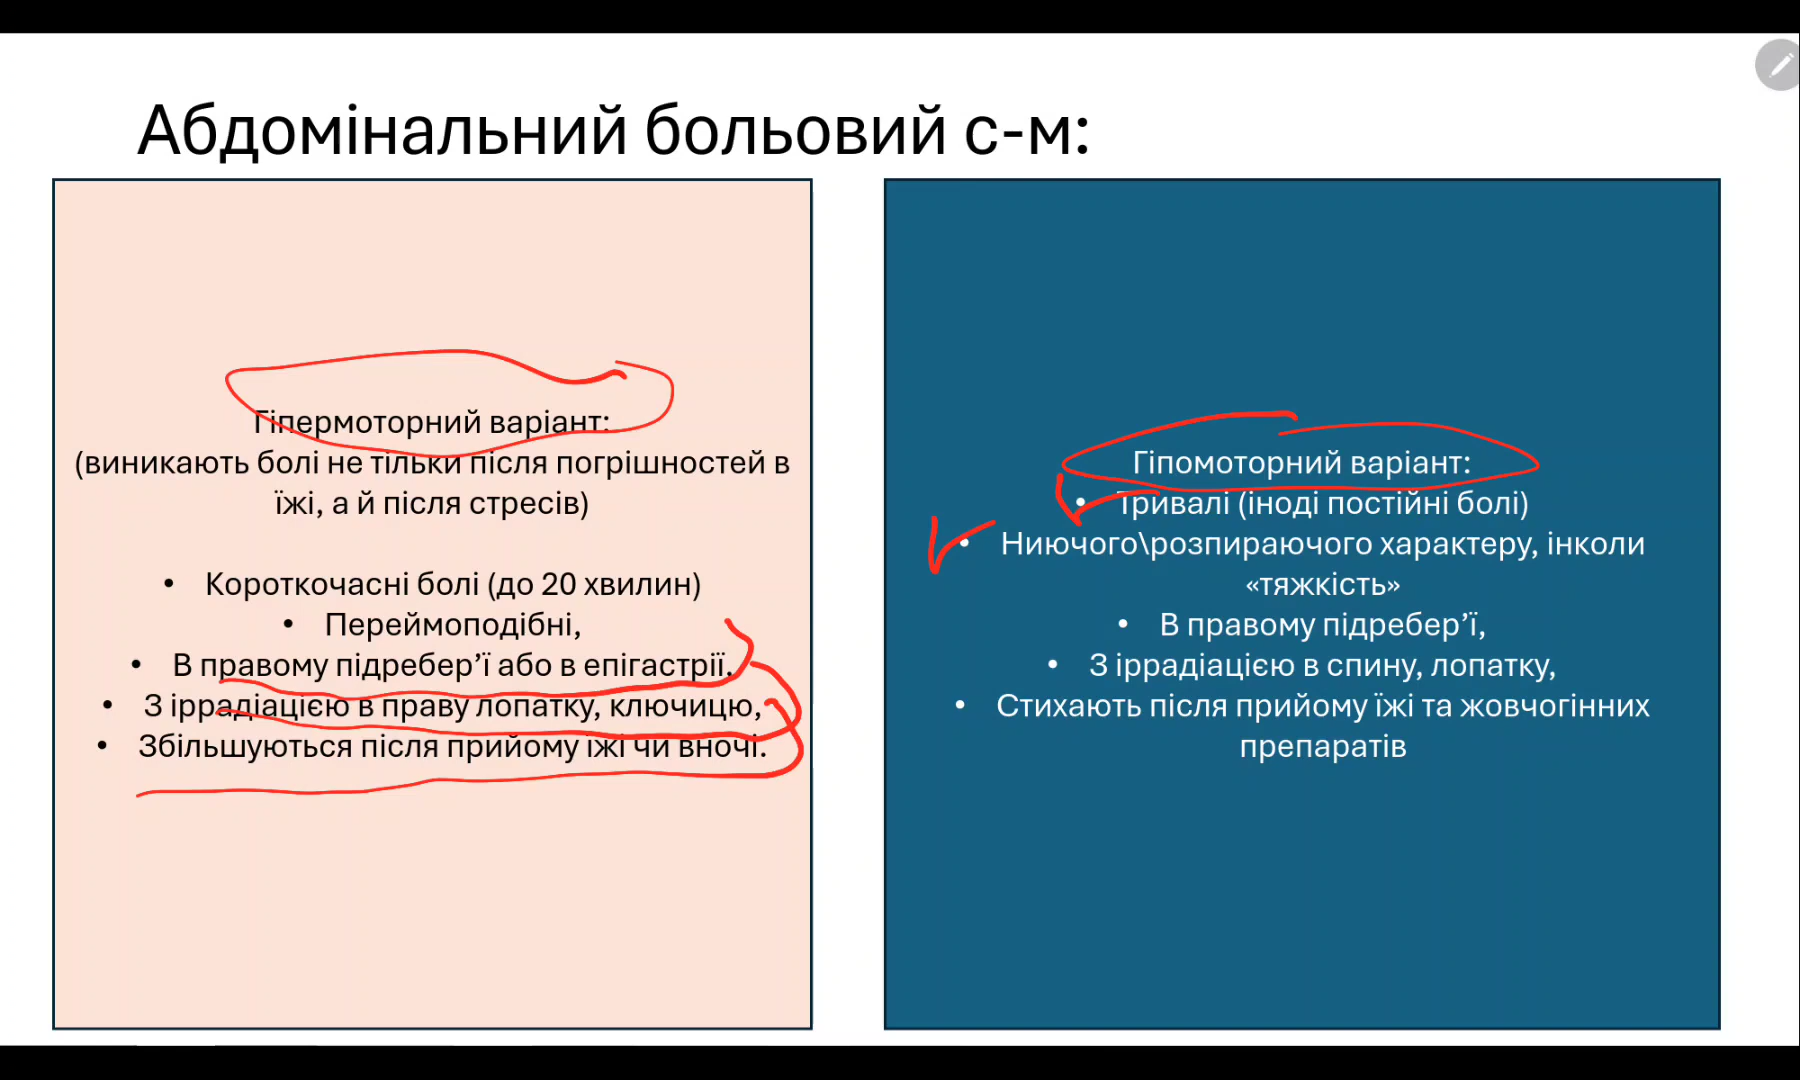 Абдомінальний больовий с-м:
Гіпермоторний варіант:
(виникають болі не тільки після погрішностей в
їжі, а й після стресів)
• Короткочасні болі (до 20 хвилин)
• Переймоподібні,
• В правому підребер’ї або в епігастрії.
• З іррадіацією в праву лопатку, ключицю,
• Збільшуються після прийому їжі чи вночі.
Гіпомоторний варіант:
• Тривалі (іноді постійні болі)
• Ниючого\розпираючого характеру, інколи
«тяжкість»
• В правому підребер’ї,
• З іррадіацією в спину, лопатку,
• Стихають після прийому їжі та жовчогінних
препаратів